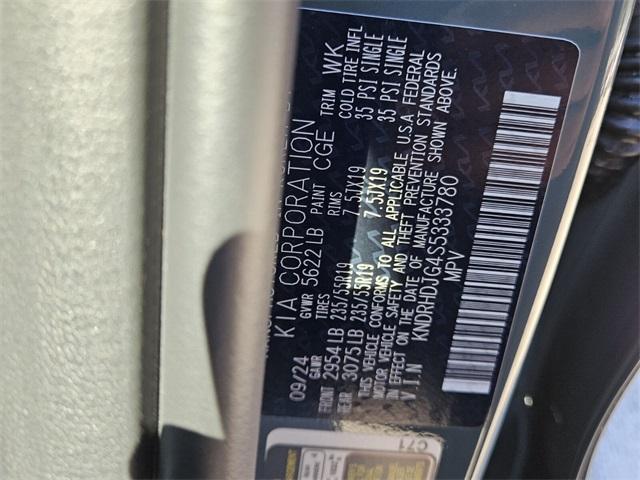 KIA CORPORATION
09/24 GVWR 5622LB PAINT CGE TRIM WK
GAWR TIRES RIMS COLD TIRE INFL
FRONT 2954LB 235/55R19 7.5JX19 35 PSI SINGLE
REAR 3075LB 235/55R19 7.5JX19 35 PSI SINGLE
THIS VEHICLE CONFORMS TO ALL APPLICABLE U.S.A FEDERAL
MOTOR VEHICLE SAFETY AND THEFT PREVENTION STANDARDS
IN EFFECT ON THE DATE OF MANUFACTURE SHOWN ABOVE.
V.I.N KNDRHDJG4S5333780
MPV
C71